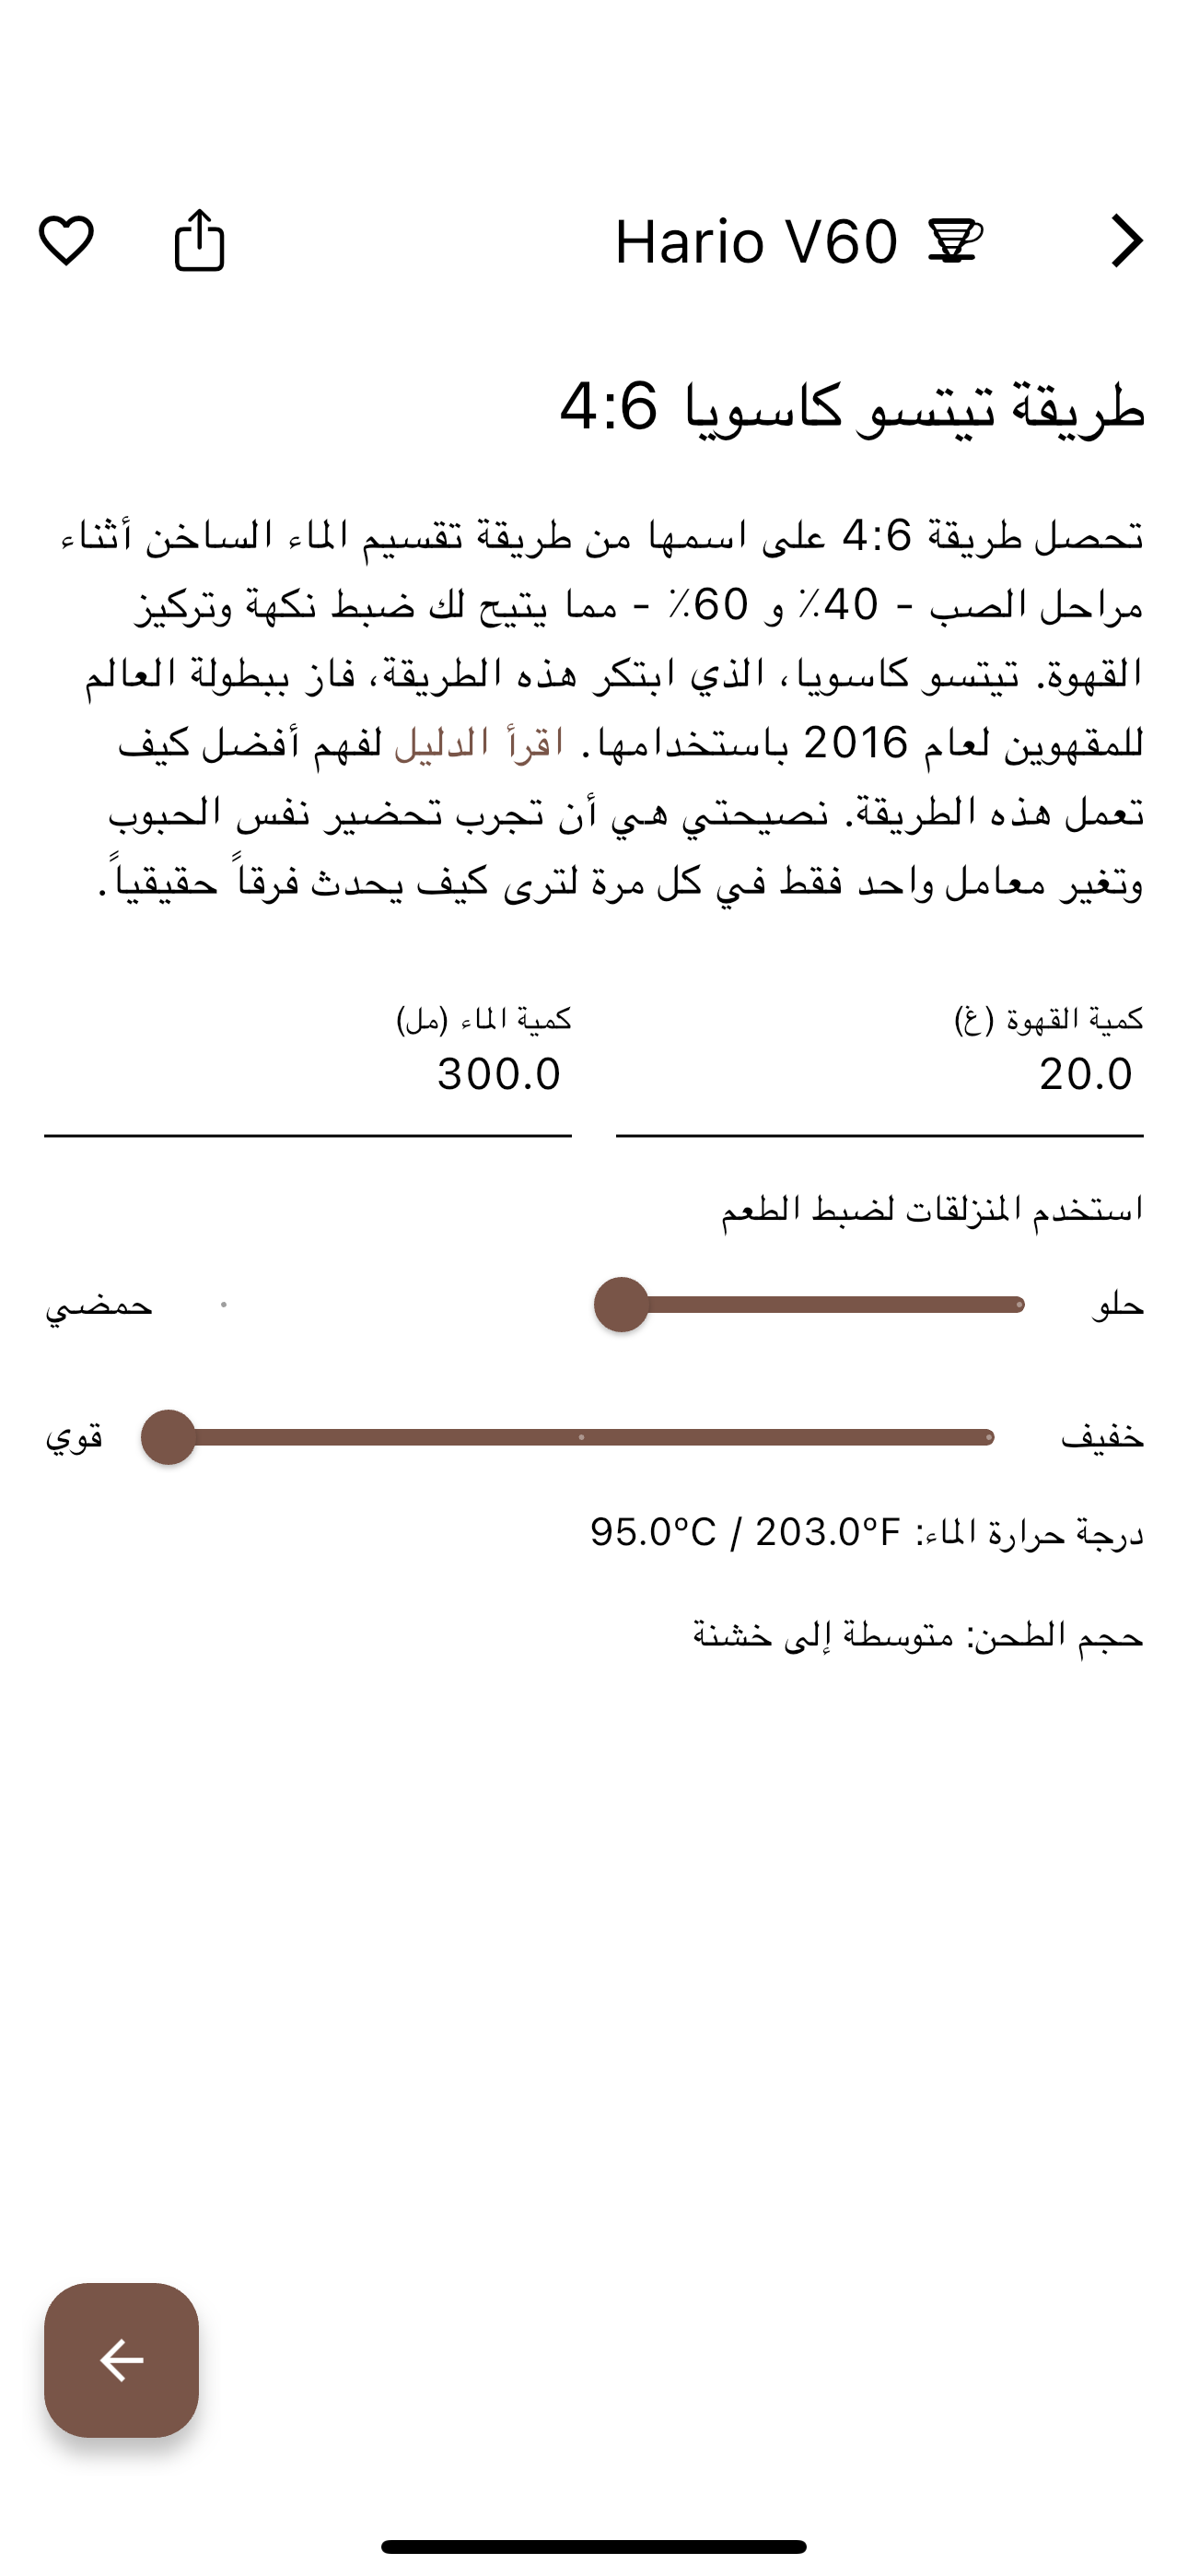 Hario V60
طريقة تيتسو كاسويا 4:6
تحصل طريقة 4:6 على اسمها من طريقة تقسيم الماء الساخن أثناء
مراحل الصب - 40٪ و 60٪ - مما يتيح لك ضبط نكهة وتركيز
القهوة. تيتسو كاسويا، الذي ابتكر هذه الطريقة، فاز ببطولة العالم
للمقهوين لعام 2016 باستخدامها. اقرأ الدليل لفهم أفضل كيف
تعمل هذه الطريقة. نصيحتي هي أن تجرب تحضير نفس الحبوب
وتغير معامل واحد فقط في كل مرة لترى كيف يحدث فرقاً حقيقياً.
كمية القهوة (غ)
20.0
كمية الماء (مل)
300.0
استخدم المنزلقات لضبط الطعم
حلو
حمضي
خفيف
قوي
درجة حرارة الماء: 95.0ºC / 203.0ºF
حجم الطحن: متوسطة إلى خشنة